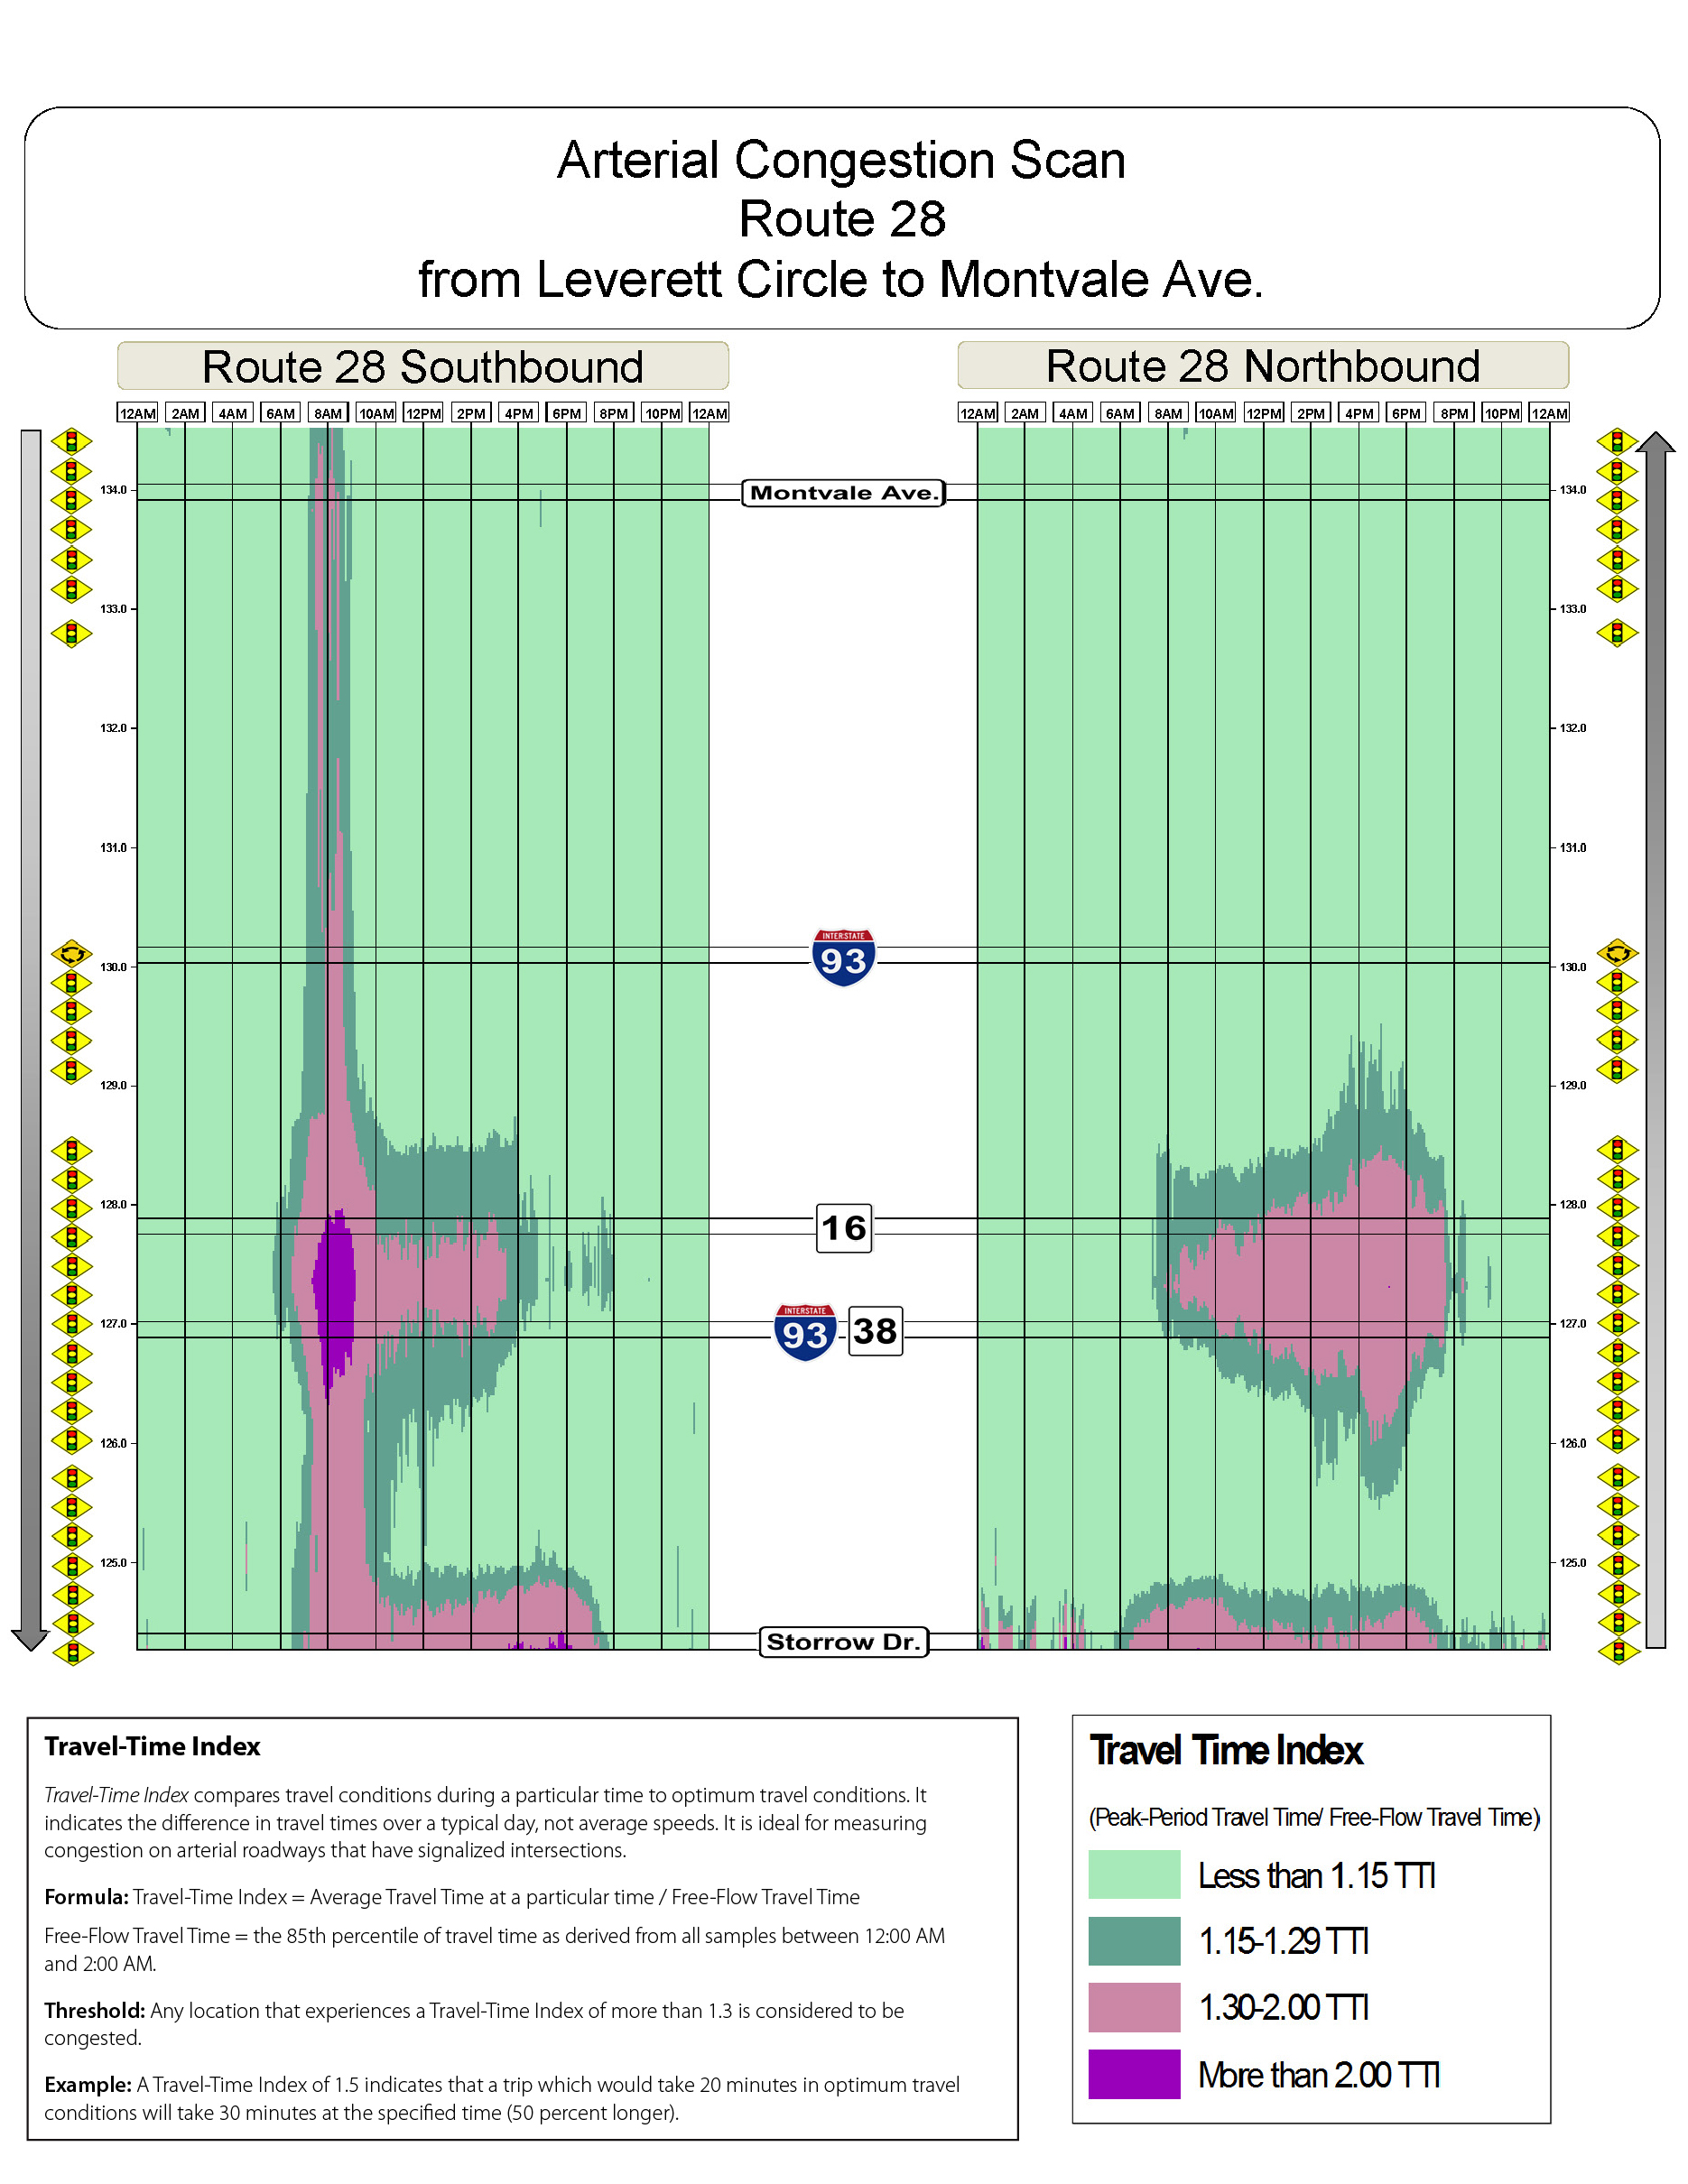 Arterial Congestion Scan
Route 28
from Leverett Circle to Montvale Ave.
Route 28 Southbound
Route 28 Northbound
12AM 2AM 4AM 6AM 8AM 10AM 12PM 2PM 4PM 6PM 8PM 10PM 12AM
12AM 2AM 4AM 6AM 8AM 10AM 12PM 2PM 4PM 6PM 8PM 10PM 12AM
134.0 Montvale Ave. 134.0
133.0 133.0
132.0 132.0
131.0 131.0
INTERSTATE
93
130.0 130.0
129.0 129.0
128.0 128.0
16
INTERSTATE
127.0 93 38 127.0
126.0 126.0
125.0 125.0
Storrow Dr.
Travel-Time Index
Travel-Time Index compares travel conditions during a particular time to optimum travel conditions. It
indicates the difference in travel times over a typical day, not average speeds. It is ideal for measuring
congestion on arterial roadways that have signalized intersections.
Formula: Travel-Time Index = Average Travel Time at a particular time / Free-Flow Travel Time
Free-Flow Travel Time = the 85th percentile of travel time as derived from all samples between 12:00 AM
and 2:00 AM.
Threshold: Any location that experiences a Travel-Time Index of more than 1.3 is considered to be
congested.
Example: A Travel-Time Index of 1.5 indicates that a trip which would take 20 minutes in optimum travel
conditions will take 30 minutes at the specified time (50 percent longer).
Travel Time Index
(Peak-Period Travel Time/ Free-Flow Travel Time)
Less than 1.15 TTI
1.15-1.29 TTI
1.30-2.00 TTI
More than 2.00 TTI